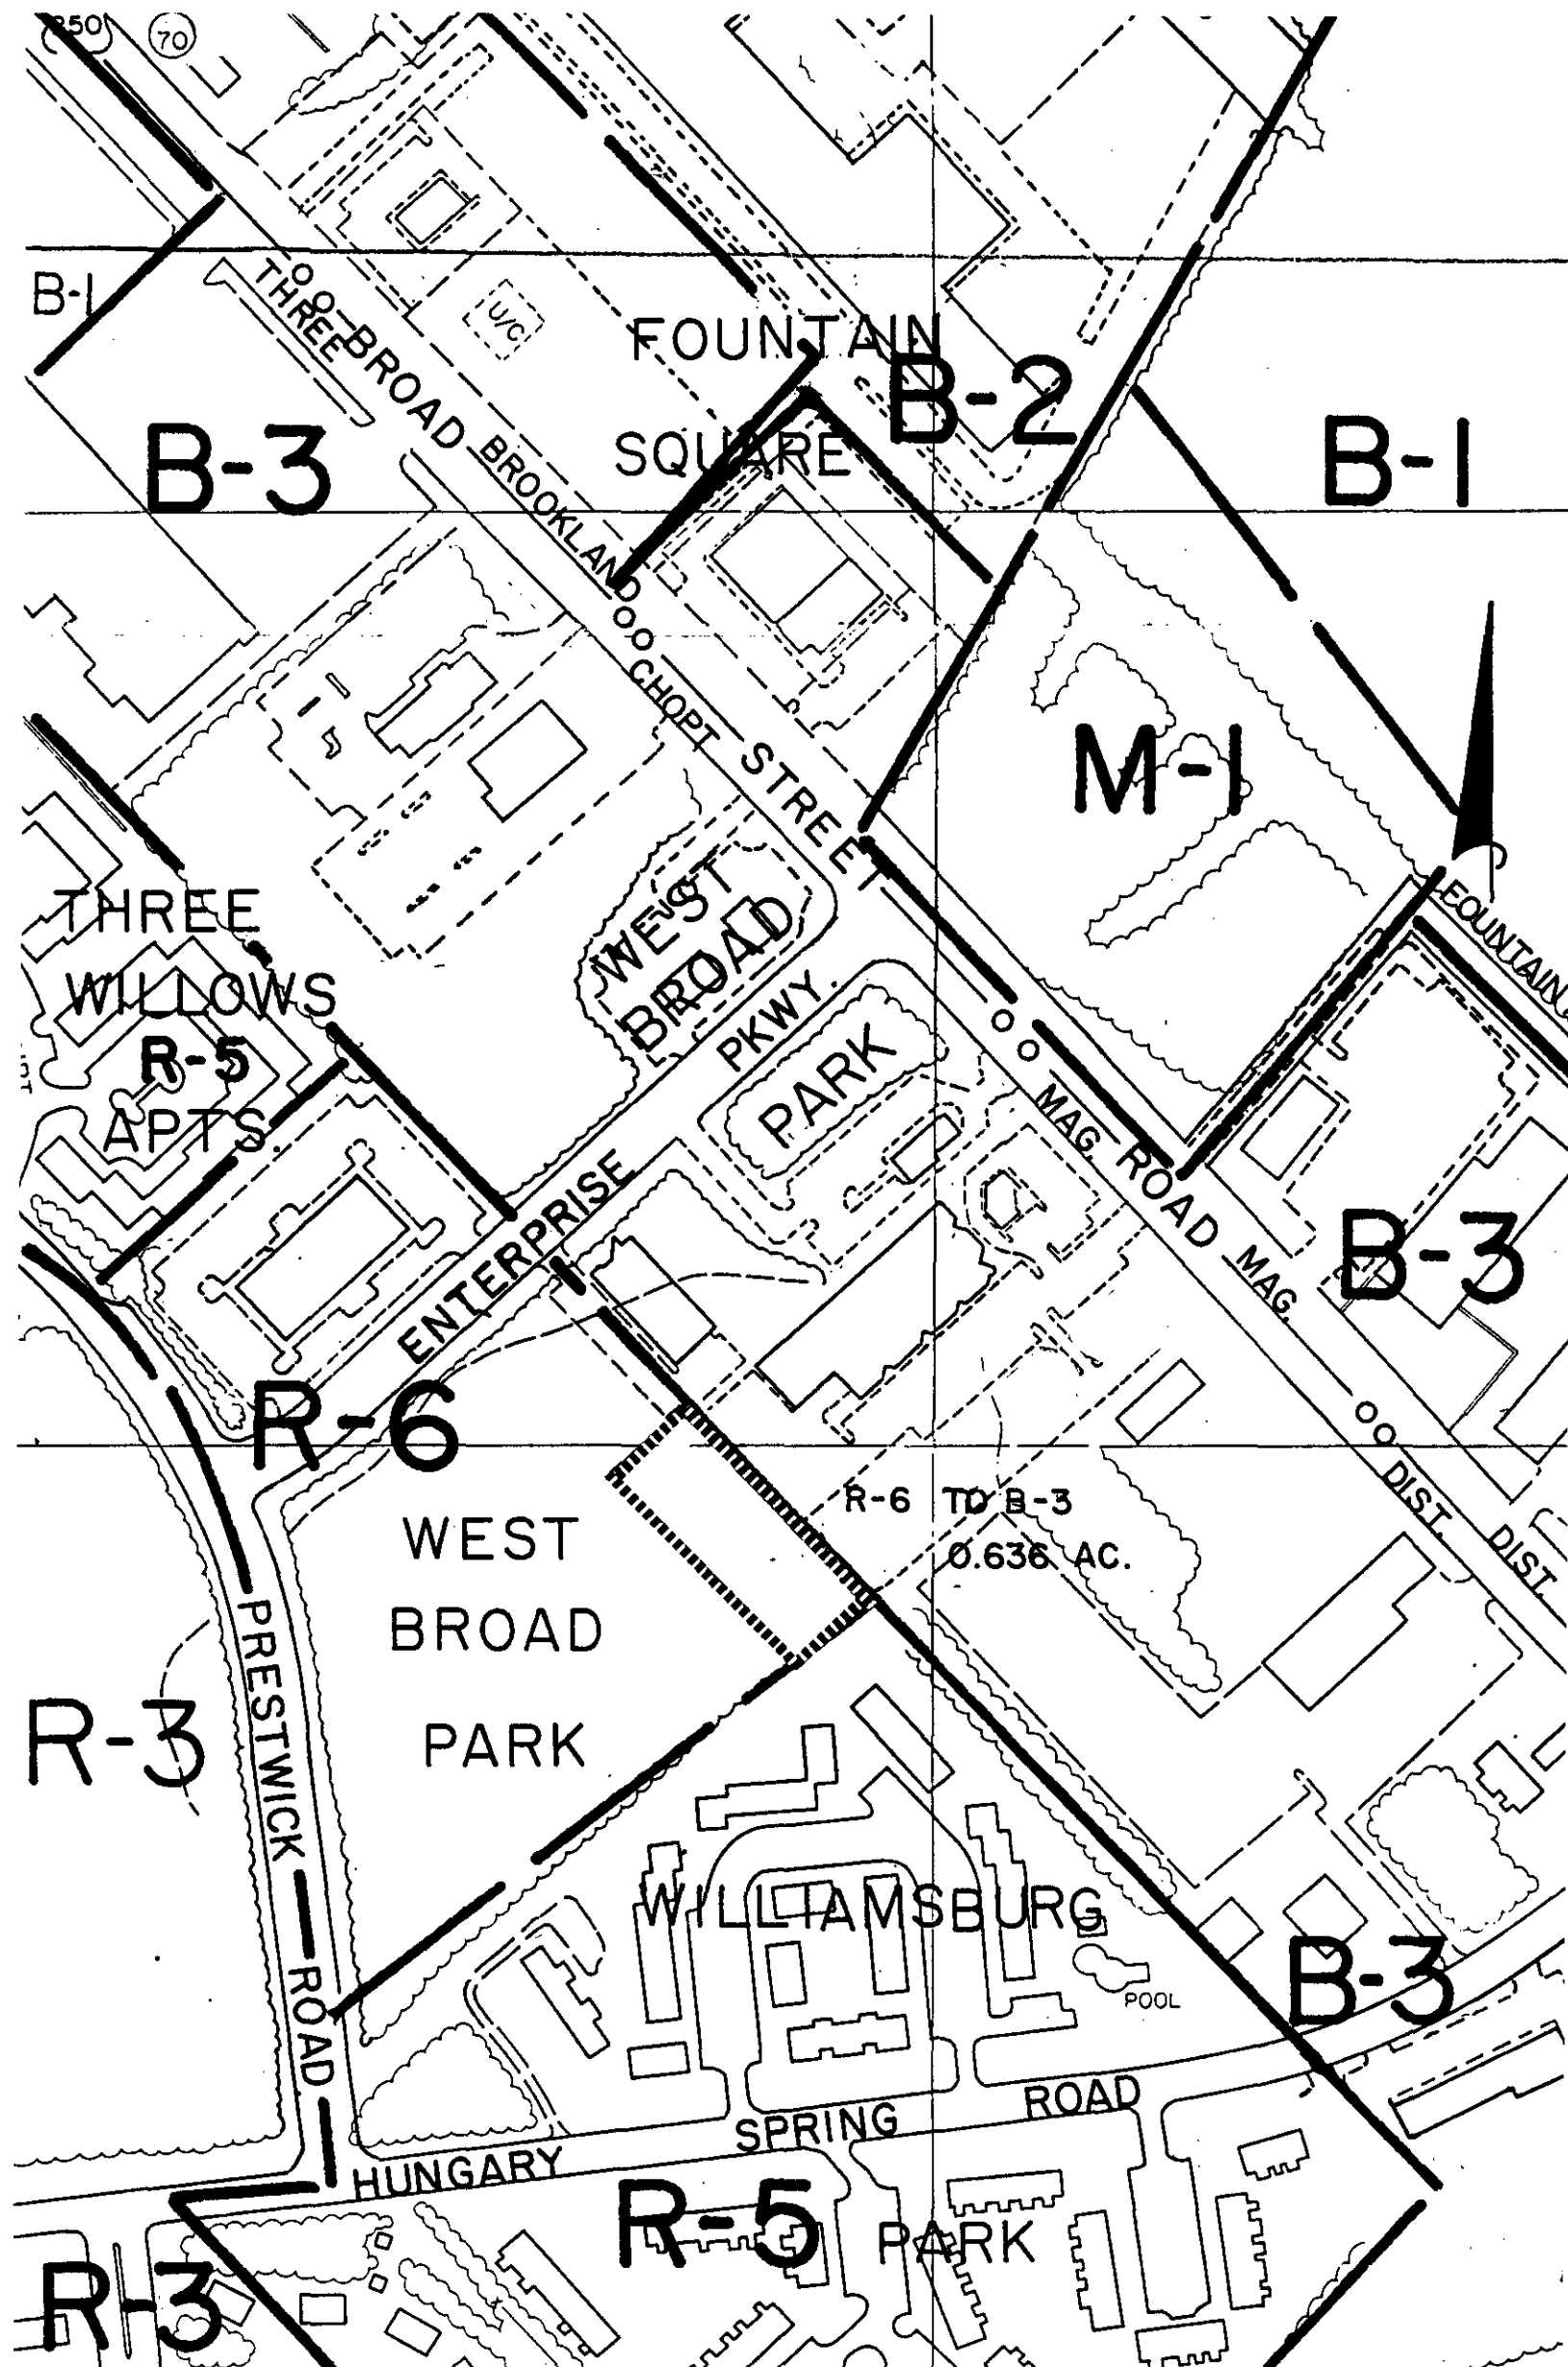 250
70
B-1
THREE
BROAD
BROOKLAND
CHOPT
STREET
U/C
FOUNTAIN
SQUARE
B-2
B-1
B-3
M-1
FOUNTAIN
WEST
BROAD
PKWY.
PARK
THREE
WILLOWS
R-5
APTS.
ENTERPRISE
MAG.
ROAD
MAG.
B-3
R-6
DIST.
DIST.
R-6 TO B-3
0.636 AC.
WEST
BROAD
PARK
R-3
PRESTWICK
ROAD
WILLIAMSBURG
POOL
B-3
HUNGARY
SPRING
ROAD
R-5
PARK
R-3